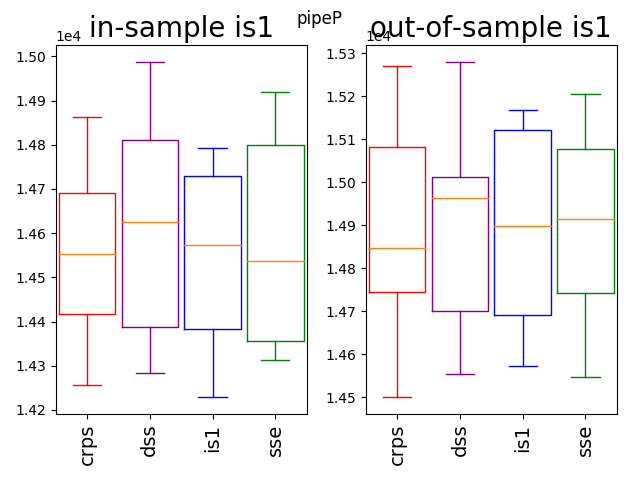 pipeP
in-sample is1
1e4
1.50
1.49
1.48
1.47
1.46
1.45
1.44
1.43
1.42
crps
dss
is1
sse
out-of-sample is1
1e4
1.53
1.52
1.51
1.50
1.49
1.48
1.47
1.46
1.45
crps
dss
is1
sse